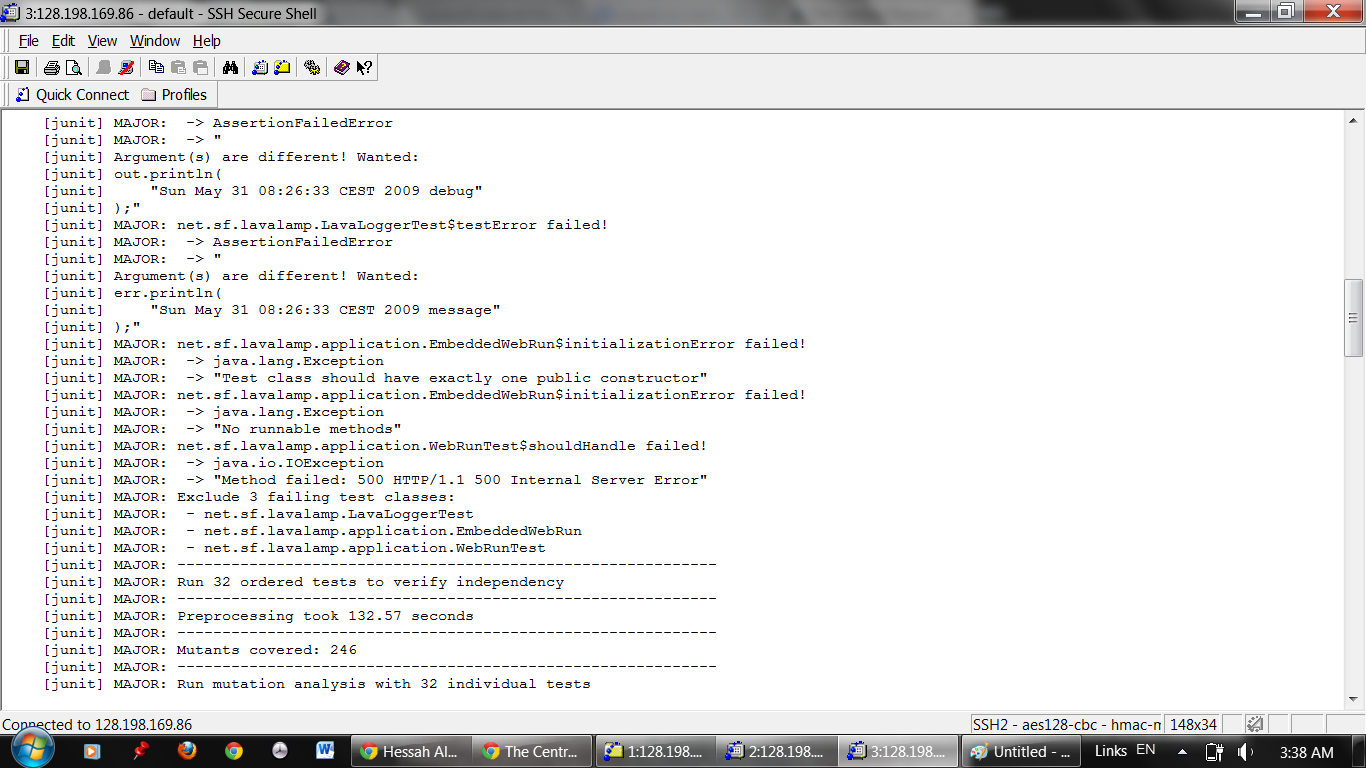 3:128.198.169.86 - default - SSH Secure Shell
File Edit View Window Help
Quick Connect Profiles
[junit] MAJOR:  -> AssertionFailedError
[junit] MAJOR:  -> "
[junit] Argument(s) are different! Wanted:
[junit] out.println(
[junit]     "Sun May 31 08:26:33 CEST 2009 debug"
[junit] );"
[junit] MAJOR: net.sf.lavalamp.LavaLoggerTest$testError failed!
[junit] MAJOR:  -> AssertionFailedError
[junit] MAJOR:  -> "
[junit] Argument(s) are different! Wanted:
[junit] err.println(
[junit]     "Sun May 31 08:26:33 CEST 2009 message"
[junit] );"
[junit] MAJOR: net.sf.lavalamp.application.EmbeddedWebRun$initializationError failed!
[junit] MAJOR:  -> java.lang.Exception
[junit] MAJOR:  -> "Test class should have exactly one public constructor"
[junit] MAJOR: net.sf.lavalamp.application.EmbeddedWebRun$initializationError failed!
[junit] MAJOR:  -> java.lang.Exception
[junit] MAJOR:  -> "No runnable methods"
[junit] MAJOR: net.sf.lavalamp.application.WebRunTest$shouldHandle failed!
[junit] MAJOR:  -> java.io.IOException
[junit] MAJOR:  -> "Method failed: 500 HTTP/1.1 500 Internal Server Error"
[junit] MAJOR: Exclude 3 failing test classes:
[junit] MAJOR:  - net.sf.lavalamp.LavaLoggerTest
[junit] MAJOR:  - net.sf.lavalamp.application.EmbeddedWebRun
[junit] MAJOR:  - net.sf.lavalamp.application.WebRunTest
[junit] MAJOR: ------------------------------------------------------------
[junit] MAJOR: Run 32 ordered tests to verify independency
[junit] MAJOR: ------------------------------------------------------------
[junit] MAJOR: Preprocessing took 132.57 seconds
[junit] MAJOR: ------------------------------------------------------------
[junit] MAJOR: Mutants covered: 246
[junit] MAJOR: ------------------------------------------------------------
[junit] MAJOR: Run mutation analysis with 32 individual tests
Connected to 128.198.169.86 SSH2 - aes128-cbc - hmac-m 148x34
Hessah Al... The Centr... 1:128.198.... 2:128.198.... 3:128.198.... Untitled - ... Links EN 3:38 AM